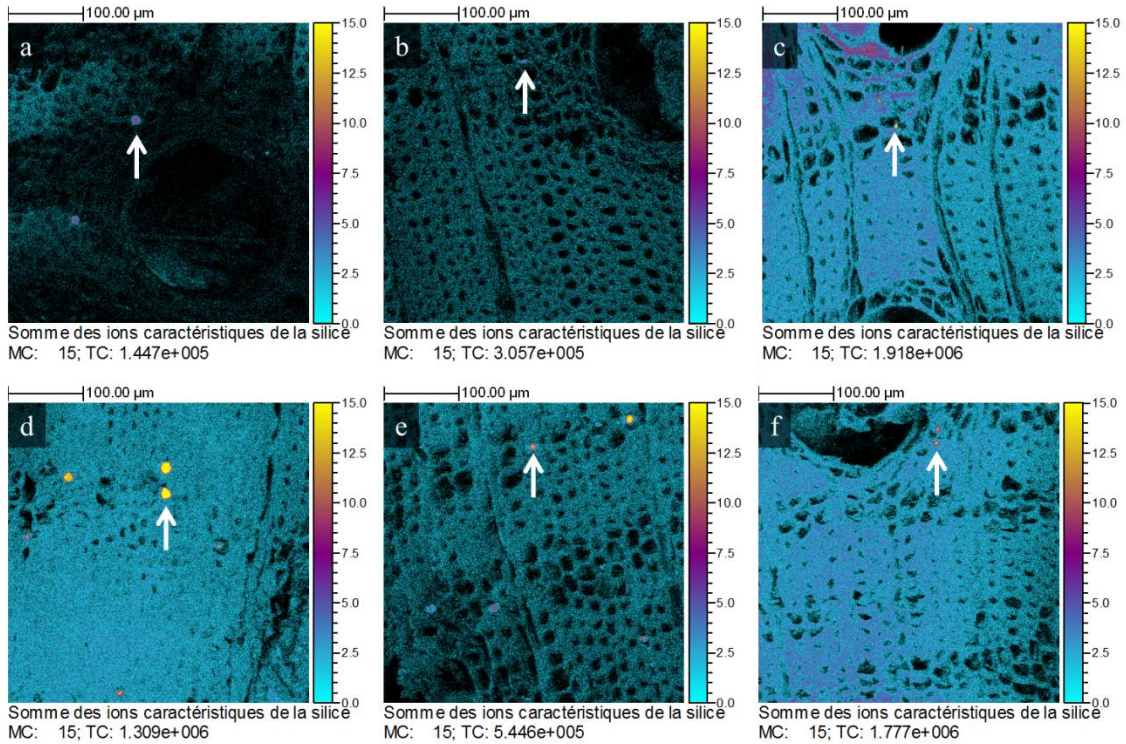 100.00 µm 100.00 µm 100.00 µm
a b c
15.0 15.0 15.0
12.5 12.5 12.5
10.0 10.0 10.0
7.5 7.5 7.5
5.0 5.0 5.0
2.5 2.5 2.5
0.0 0.0 0.0
Somme des ions caractéristiques de la silice Somme des ions caractéristiques de la silice Somme des ions caractéristiques de la silice
MC: 15; TC: 1.447e+005 MC: 15; TC: 3.057e+005 MC: 15; TC: 1.918e+006
100.00 µm 100.00 µm 100.00 µm
d e f
15.0 15.0 15.0
12.5 12.5 12.5
10.0 10.0 10.0
7.5 7.5 7.5
5.0 5.0 5.0
2.5 2.5 2.5
0.0 0.0 0.0
Somme des ions caractéristiques de la silice Somme des ions caractéristiques de la silice Somme des ions caractéristiques de la silice
MC: 15; TC: 1.309e+006 MC: 15; TC: 5.446e+005 MC: 15; TC: 1.777e+006